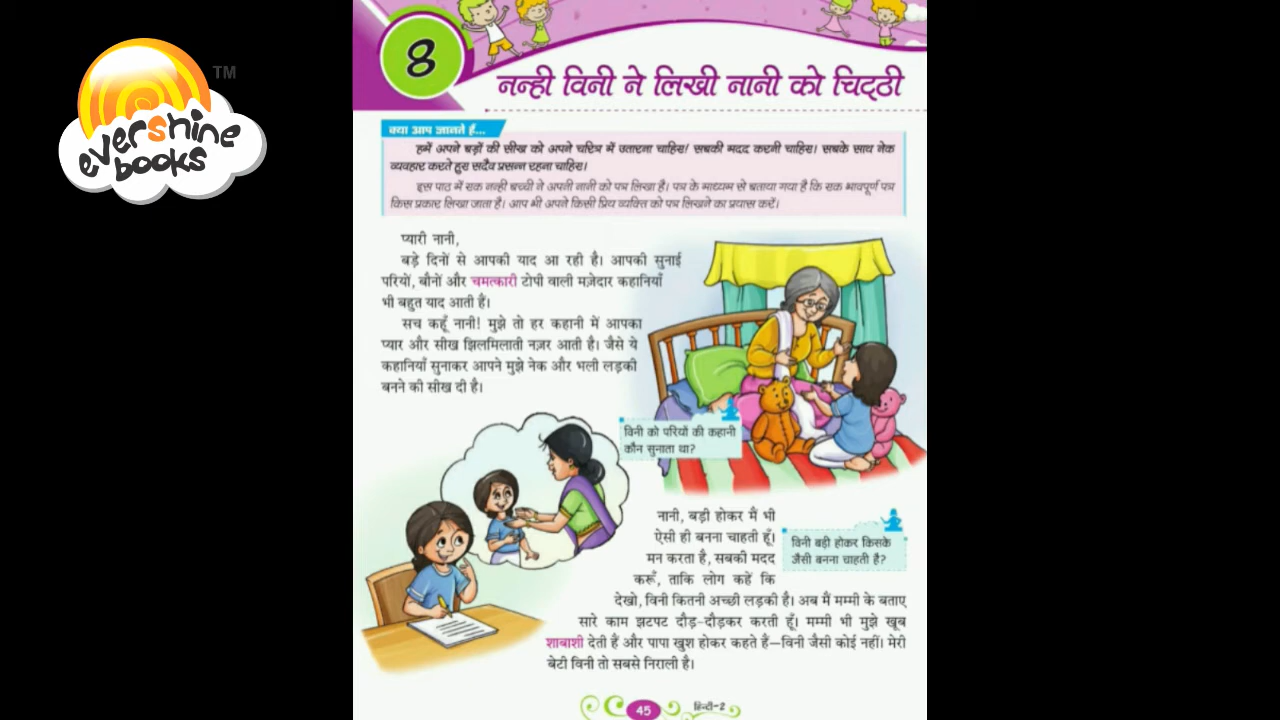 evershine
books
TM
8
नन्ही विनी ने लिखी नानी को चिट्ठी
क्या आप जानते हैं...
हमें अपने बड़ों की सीख को अपने चरित्र में उतारना चाहिए। सबकी मदद करनी चाहिए। सबके साथ नेक
व्यवहार करते हुए सदैव प्रसन्न रहना चाहिए।
इस पाठ में एक नन्ही बच्ची ने अपनी नानी को पत्र लिखा है। पत्र के माध्यम से बताया गया है कि एक भावपूर्ण पत्र
किस प्रकार लिखा जाता है। आप भी अपने किसी प्रिय व्यक्ति को पत्र लिखने का प्रयास करें।
प्यारी नानी,
बड़े दिनों से आपकी याद आ रही है। आपकी सुनाई
परियों, बौनों और चमत्कारी टोपी वाली मज़ेदार कहानियाँ
भी बहुत याद आती हैं।
सच कहूँ नानी! मुझे तो हर कहानी में आपका
प्यार और सीख झिलमिलाती नज़र आती है। जैसे ये
कहानियाँ सुनाकर आपने मुझे नेक और भली लड़की
बनने की सीख दी है।
विनी को परियों की कहानी
कौन सुनाता था?
नानी, बड़ी होकर मैं भी
ऐसी ही बनना चाहती हूँ।
मन करता है, सबकी मदद
करूँ, ताकि लोग कहें कि
देखो, विनी कितनी अच्छी लड़की है। अब मैं मम्मी के बताए
सारे काम झटपट दौड़-दौड़कर करती हूँ। मम्मी भी मुझे खूब
शाबाशी देती हैं और पापा खुश होकर कहते हैं—विनी जैसी कोई नहीं। मेरी
बेटी विनी तो सबसे निराली है।
विनी बड़ी होकर किसके
जैसी बनना चाहती है?
45
हिन्दी-2